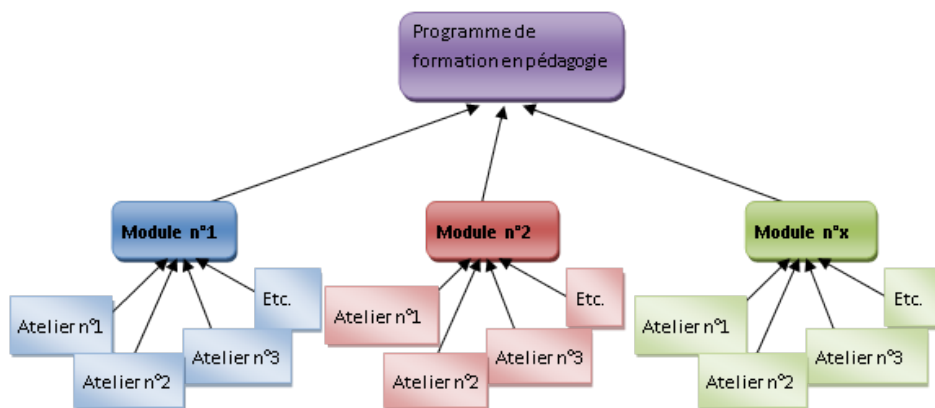 Programme de
formation en pédagogie
Module n°1
Module n°2
Module n°x
Atelier n°1
Atelier n°2
Atelier n°3
Etc.
Atelier n°1
Atelier n°2
Atelier n°3
Etc.
Atelier n°1
Atelier n°2
Atelier n°3
Etc.